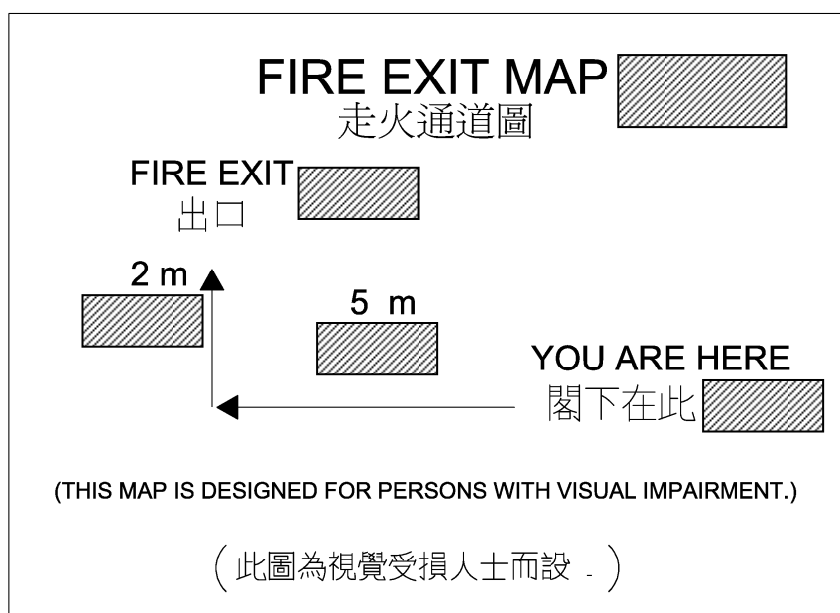 FIRE EXIT MAP
走火通道圖
FIRE EXIT
出口
2 m
5 m
YOU ARE HERE
閣下在此
(THIS MAP IS DESIGNED FOR PERSONS WITH VISUAL IMPAIRMENT.)
(此圖為視覺受損人士而設 .)